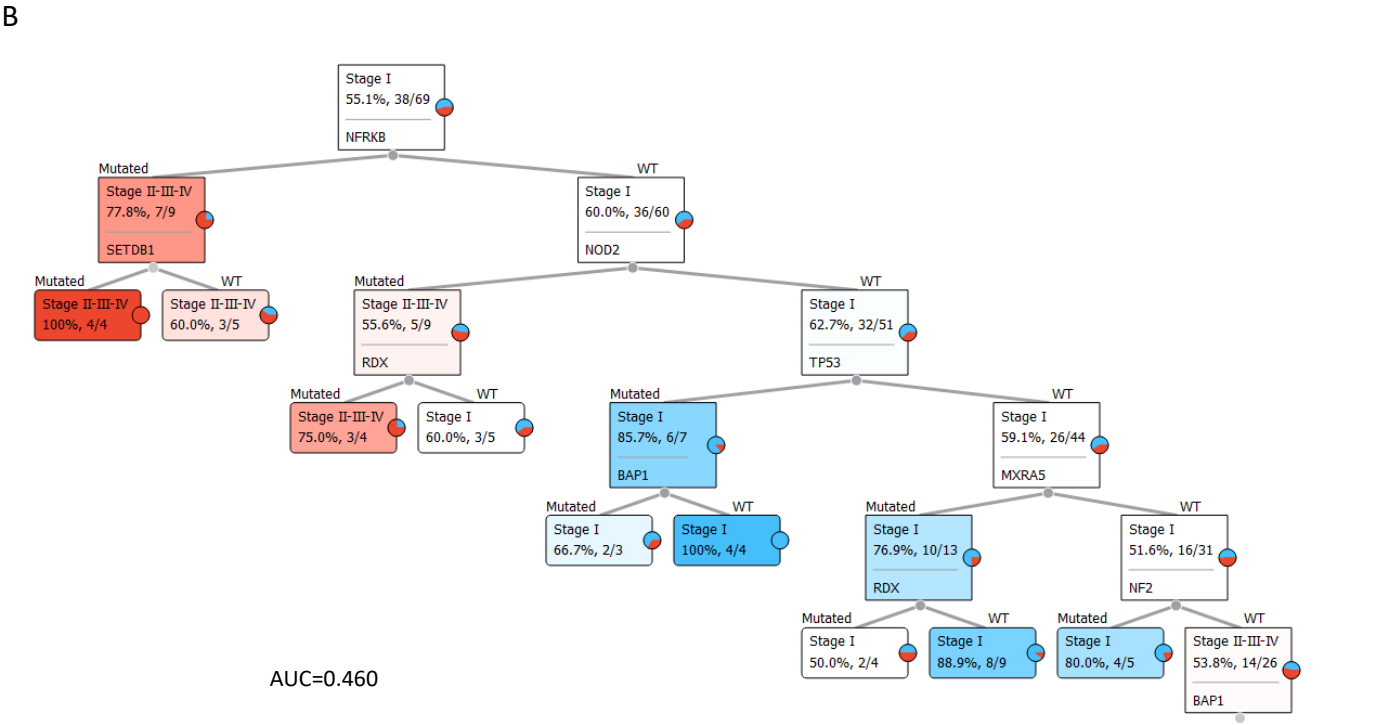 B
Stage I
55.1%, 38/69
NFRKB
Mutated
WT
Stage II-III-IV
77.8%, 7/9
SETDB1
Stage I
60.0%, 36/60
NOD2
Mutated
WT
Mutated
WT
Stage II-III-IV
100%, 4/4
Stage II-III-IV
60.0%, 3/5
Stage II-III-IV
55.6%, 5/9
RDX
Stage I
62.7%, 32/51
TP53
Mutated
WT
Mutated
WT
Stage II-III-IV
75.0%, 3/4
Stage I
60.0%, 3/5
Stage I
85.7%, 6/7
BAP1
Stage I
59.1%, 26/44
MXRA5
Mutated
WT
Mutated
WT
Stage I
66.7%, 2/3
Stage I
100%, 4/4
Stage I
76.9%, 10/13
RDX
Stage I
51.6%, 16/31
NF2
Mutated
WT
Mutated
WT
Stage I
50.0%, 2/4
Stage I
88.9%, 8/9
Stage I
80.0%, 4/5
Stage II-III-IV
53.8%, 14/26
BAP1
AUC=0.460